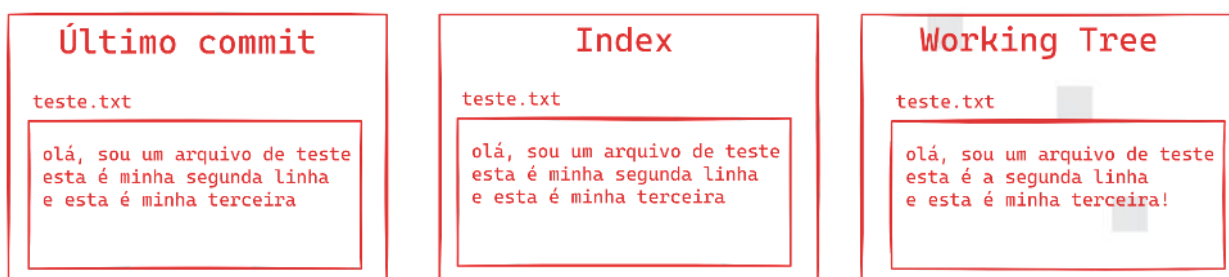 Último commit
teste.txt
olá, sou um arquivo de teste
esta é minha segunda linha
e esta é minha terceira
Index
teste.txt
olá, sou um arquivo de teste
esta é minha segunda linha
e esta é minha terceira
Working Tree
teste.txt
olá, sou um arquivo de teste
esta é a segunda linha
e esta é minha terceira!